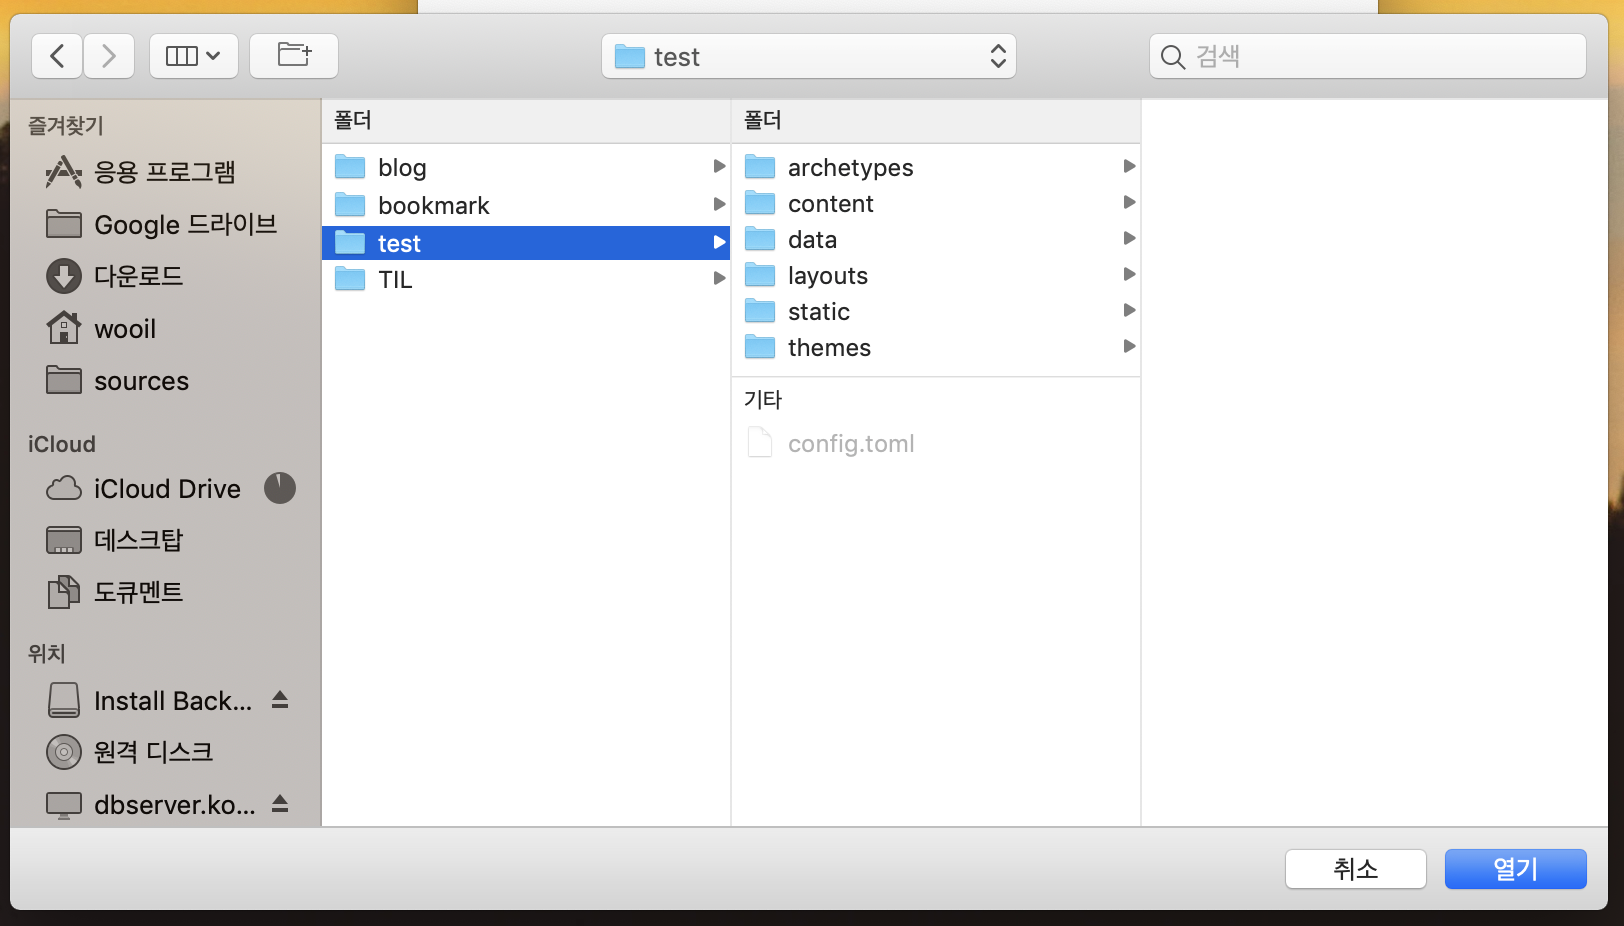 test
검색
즐겨찾기
응용 프로그램
Google 드라이브
다운로드
wooil
sources
iCloud
iCloud Drive
데스크탑
도큐멘트
위치
Install Back...
원격 디스크
dbserver.ko...
폴더
blog
bookmark
test
TIL
폴더
archetypes
content
data
layouts
static
themes
기타
config.toml
취소
열기